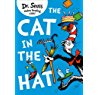 Dr. Seuss
THE
CAT
IN
THE
HAT